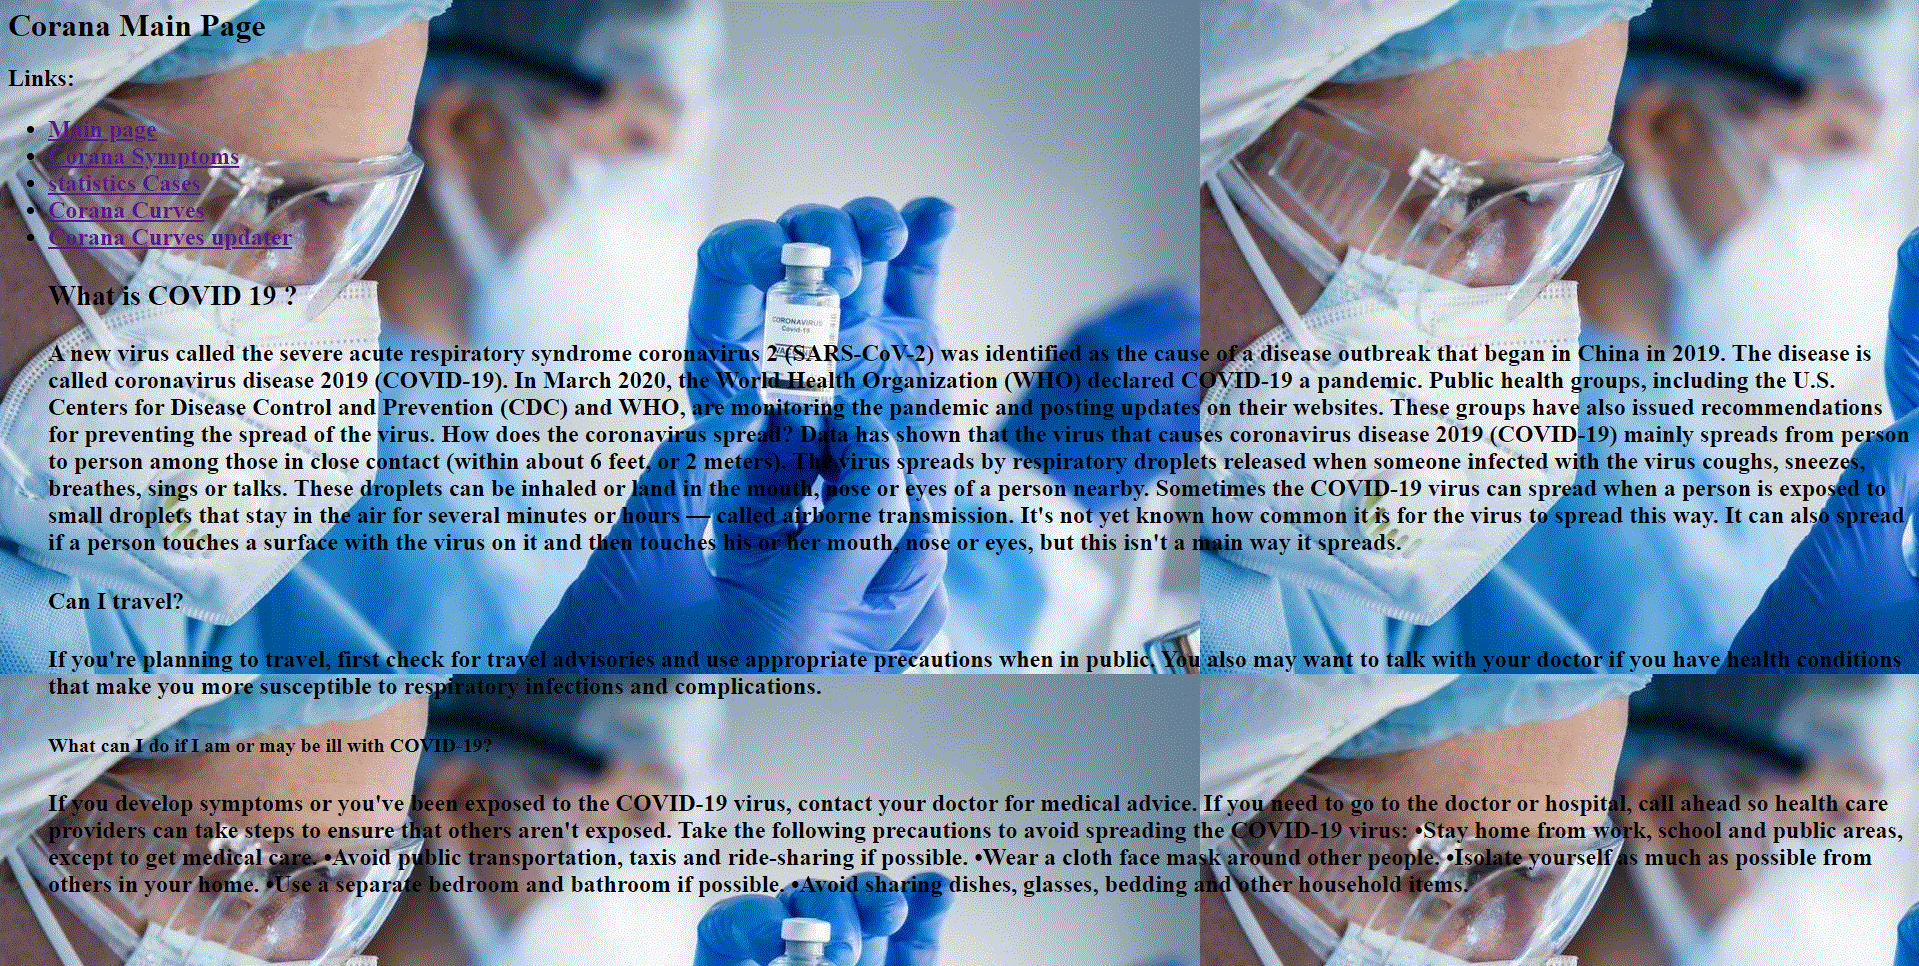 Corana Main Page
Links:
• Main page
• Corana Symptoms
• statistics Cases
• Corana Curves
• Corana Curves updater
What is COVID 19 ?
CORONAVIRUS
Covid-19
A new virus called the severe acute respiratory syndrome coronavirus 2 (SARS-CoV-2) was identified as the cause of a disease outbreak that began in China in 2019. The disease is
called coronavirus disease 2019 (COVID-19). In March 2020, the World Health Organization (WHO) declared COVID-19 a pandemic. Public health groups, including the U.S.
Centers for Disease Control and Prevention (CDC) and WHO, are monitoring the pandemic and posting updates on their websites. These groups have also issued recommendations
for preventing the spread of the virus. How does the coronavirus spread? Data has shown that the virus that causes coronavirus disease 2019 (COVID-19) mainly spreads from person
to person among those in close contact (within about 6 feet, or 2 meters). The virus spreads by respiratory droplets released when someone infected with the virus coughs, sneezes,
breathes, sings or talks. These droplets can be inhaled or land in the mouth, nose or eyes of a person nearby. Sometimes the COVID-19 virus can spread when a person is exposed to
small droplets that stay in the air for several minutes or hours — called airborne transmission. It's not yet known how common it is for the virus to spread this way. It can also spread
if a person touches a surface with the virus on it and then touches his or her mouth, nose or eyes, but this isn't a main way it spreads.
Can I travel?
If you're planning to travel, first check for travel advisories and use appropriate precautions when in public. You also may want to talk with your doctor if you have health conditions
that make you more susceptible to respiratory infections and complications.
What can I do if I am or may be ill with COVID-19?
If you develop symptoms or you've been exposed to the COVID-19 virus, contact your doctor for medical advice. If you need to go to the doctor or hospital, call ahead so health care
providers can take steps to ensure that others aren't exposed. Take the following precautions to avoid spreading the COVID-19 virus: •Stay home from work, school and public areas,
except to get medical care. •Avoid public transportation, taxis and ride-sharing if possible. •Wear a cloth face mask around other people. •Isolate yourself as much as possible from
others in your home. •Use a separate bedroom and bathroom if possible. •Avoid sharing dishes, glasses, bedding and other household items.